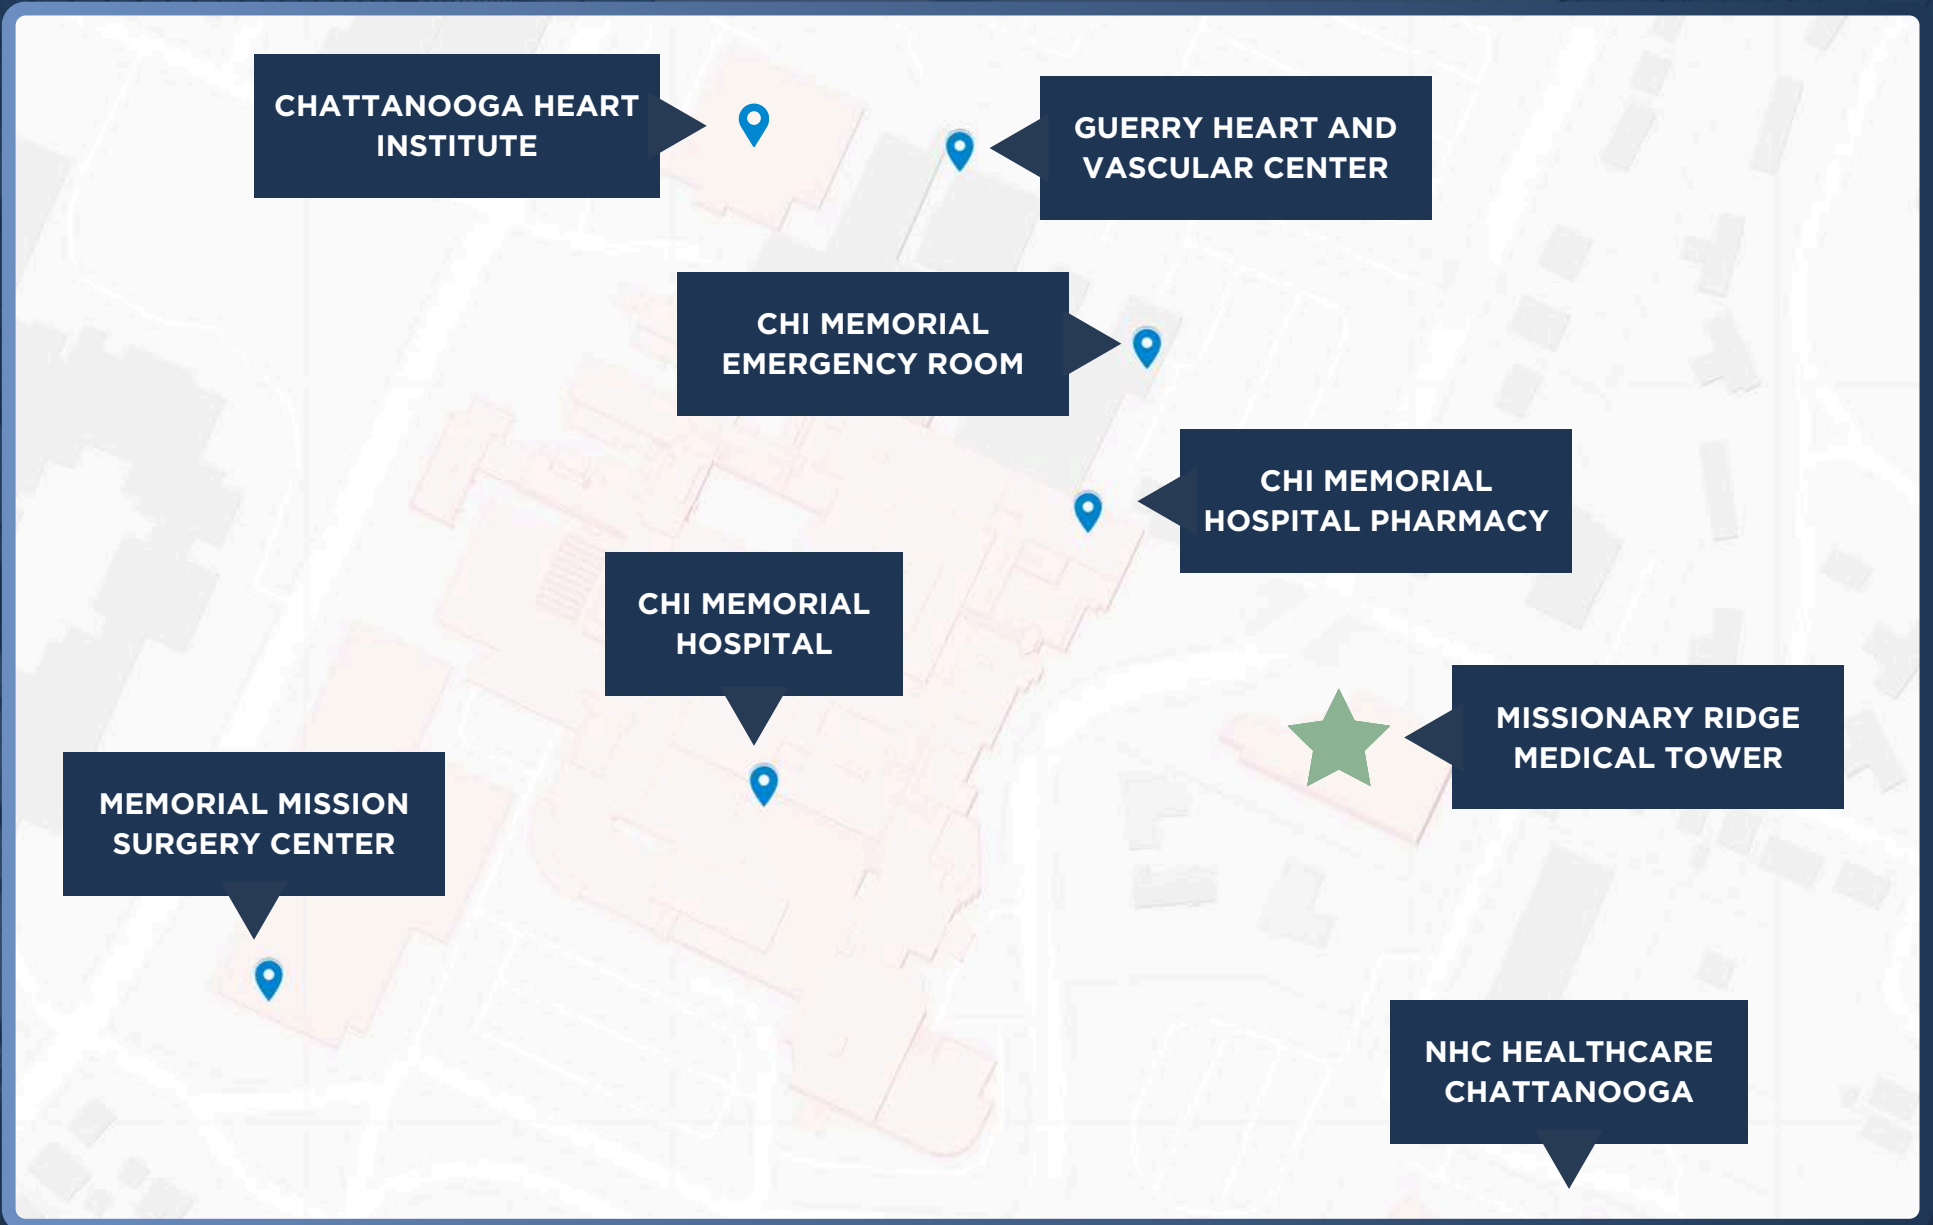 CHATTANOOGA HEART
INSTITUTE
GUERRY HEART AND
VASCULAR CENTER
CHI MEMORIAL
EMERGENCY ROOM
CHI MEMORIAL
HOSPITAL PHARMACY
CHI MEMORIAL
HOSPITAL
MISSIONARY RIDGE
MEDICAL TOWER
MEMORIAL MISSION
SURGERY CENTER
NHC HEALTHCARE
CHATTANOOGA